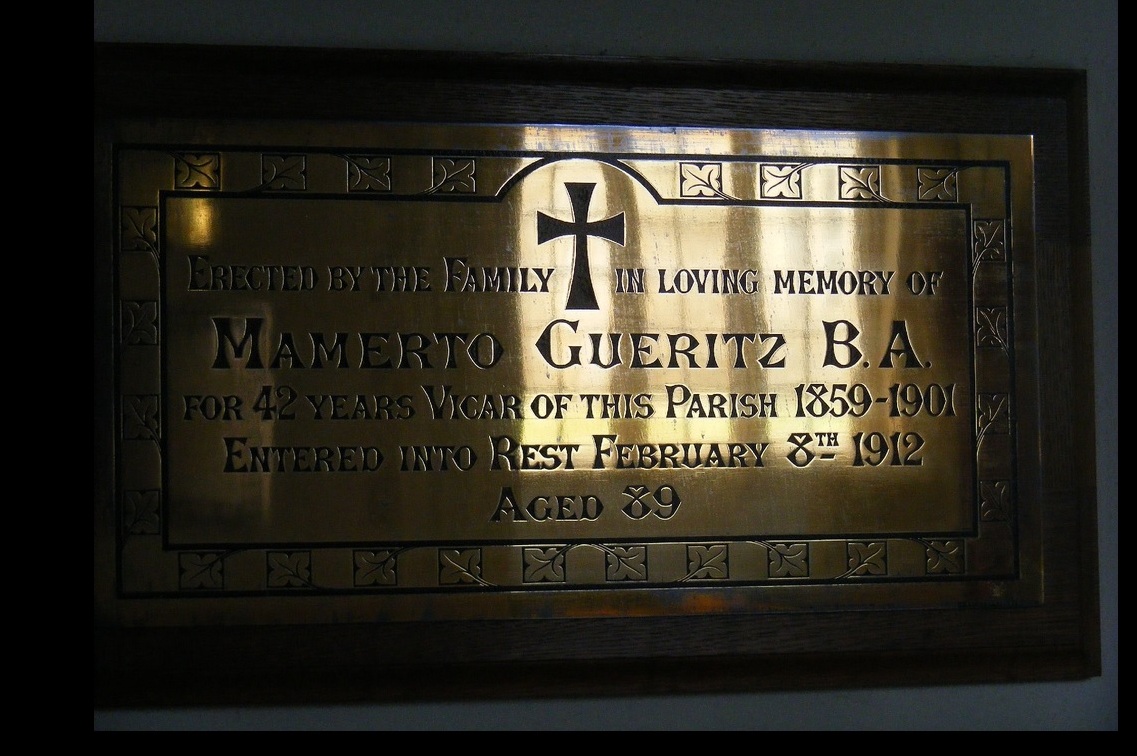 Erected by the Family in loving memory of
Mamerto Gueritz B.A.
for 42 years Vicar of this Parish 1859-1901
Entered into Rest February 8th 1912
Aged 89